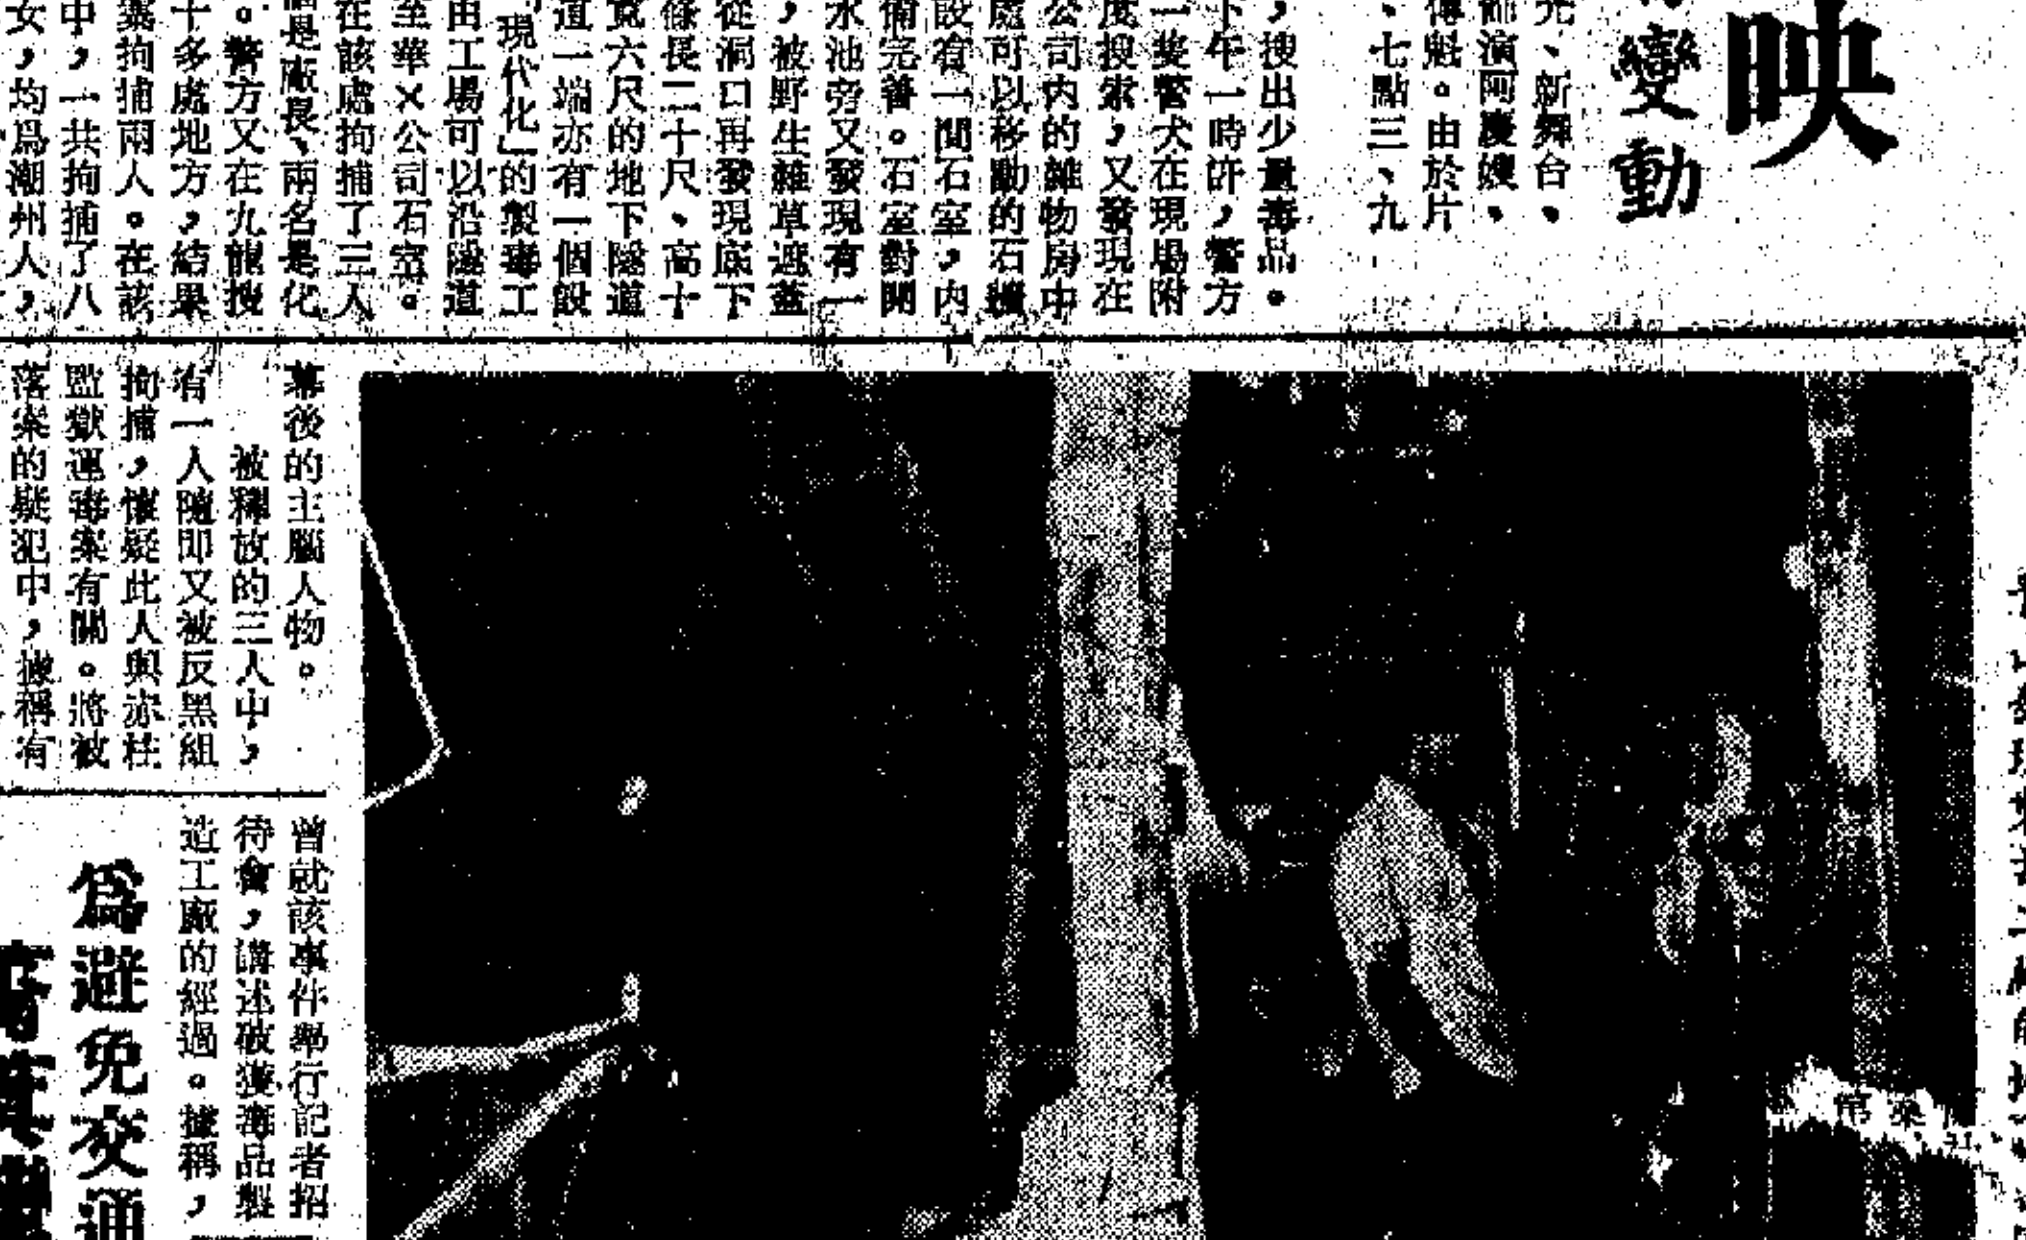 映
變動
光、新舞台、
飾演阿慶嫂，
傳魁。由於片
、七點三、九
，搜出少量毒品。
下午一時許，警方
一隻警犬在現場附
度搜索，又發現在
公司內的雜物房中
處可以移動的石牆
設有一間石室，內
備完善。石室對開
水池旁又發現有一
，被野生雜草遮蓋
從洞口再發現底下
條長二十尺、高十
寬六尺的地下隧道
道一端亦有一個設
「現代化」的製毒工
由工場可以沿隧道
至華×公司石室。
在該處拘捕了三人
個是廠長、兩名是化
。警方又在九龍搜
十多處地方，結果
案拘捕兩人。在該
中，一共拘捕了八
女，均爲潮州人，
幕後的主腦人物。
被釋放的三人中，
有一人隨即又被反黑組
拘捕，懷疑此人與赤柱
監獄運毒案有關。將被
落案的疑犯中，據稱有
曾就該事件舉行記者招
待會，講述破獲毒品製
造工廠的經過。據稱，
爲避免交通